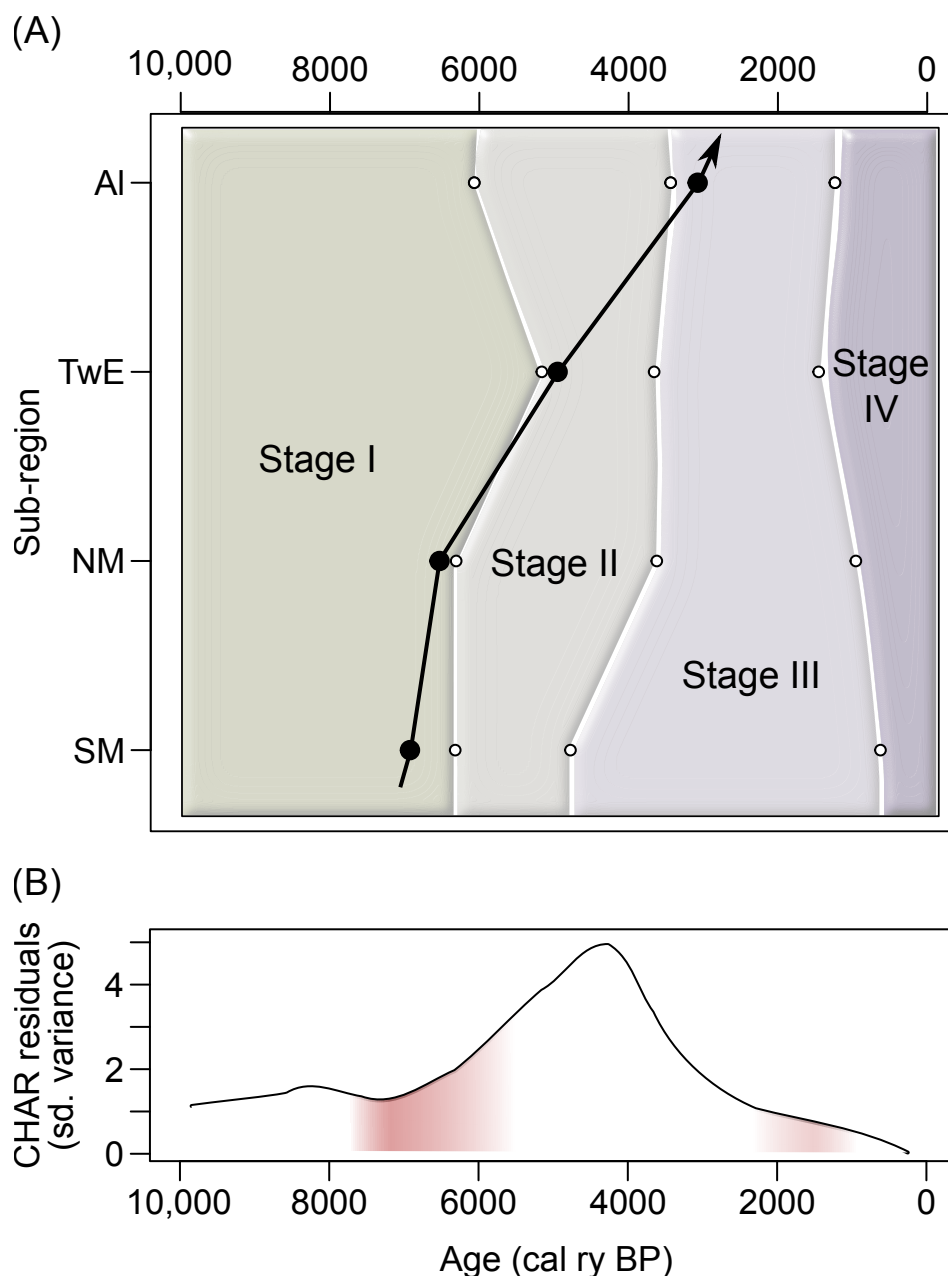 (A)
10,000 8000 6000 4000 2000 0
AI
TwE
Stage
IV
Stage I
Sub-region
NM
Stage II
Stage III
SM
(B)
CHAR residuals
(sd. variance)
4
2
0
10,000 8000 6000 4000 2000 0
Age (cal ry BP)